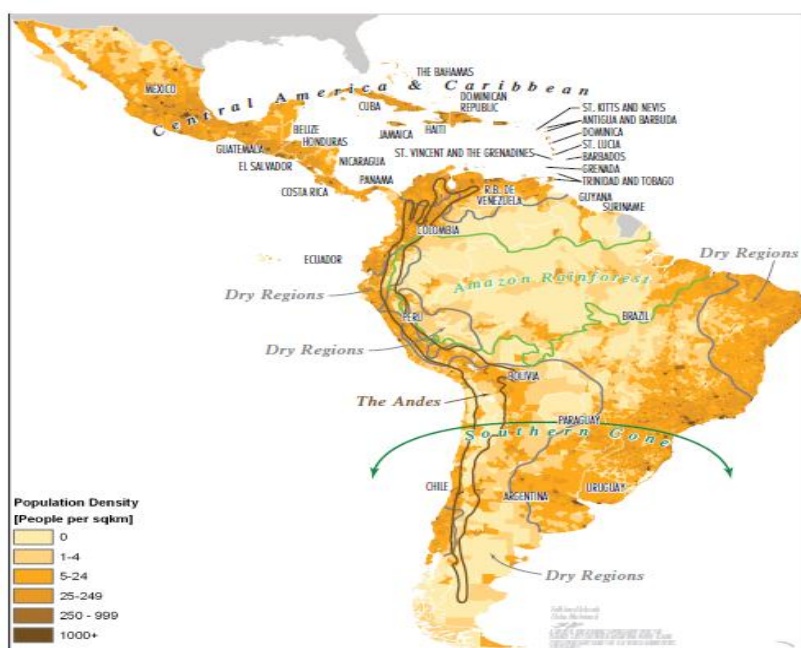 Central America & Caribbean
MEXICO
THE BAHAMAS
CUBA
DOMINICAN
REPUBLIC
ST. KITTS AND NEVIS
ANTIGUA AND BARBUDA
BELIZE
JAMAICA
HAITI
DOMINICA
HONDURAS
ST. LUCIA
GUATEMALA
ST. VINCENT AND THE GRENADINES
BARBADOS
EL SALVADOR
NICARAGUA
GRENADA
PANAMA
TRINIDAD AND TOBAGO
COSTA RICA
R.B. DE
VENEZUELA
GUYANA
SURINAME
COLOMBIA
ECUADOR
Dry Regions
Amazon Rainforest
Dry Regions
PERU
BRAZIL
Dry Regions
BOLIVIA
The Andes
PARAGUAY
Southern Cone
CHILE
ARGENTINA
URUGUAY
Dry Regions
Population Density
[People per sqkm]
0
1-4
5-24
25-249
250 - 999
1000+